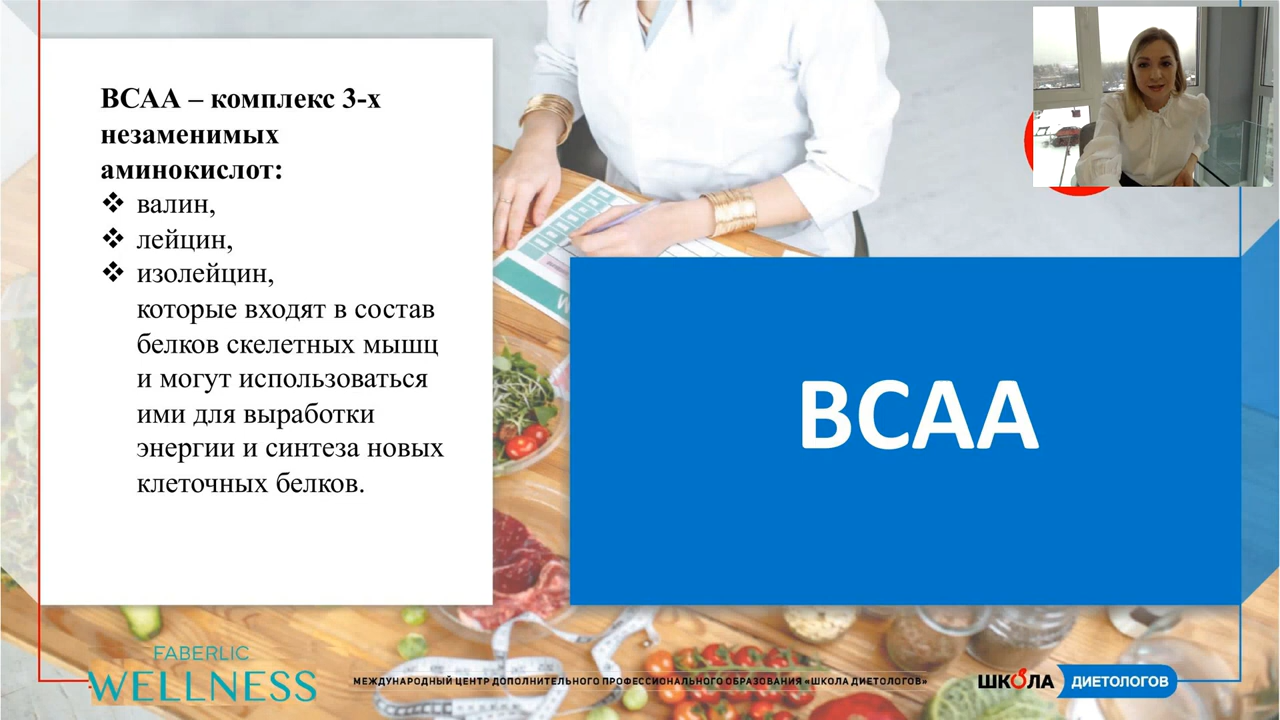 BCAA – комплекс 3-х
незаменимых
аминокислот:
❖ валин,
❖ лейцин,
❖ изолейцин,
которые входят в состав
белков скелетных мышц
и могут использоваться
ими для выработки
энергии и синтеза новых
клеточных белков.
BCAA
FABERLIC
WELLNESS
МЕЖДУНАРОДНЫЙ ЦЕНТР ДОПОЛНИТЕЛЬНОГО ПРОФЕССИОНАЛЬНОГО ОБРАЗОВАНИЯ «ШКОЛА ДИЕТОЛОГОВ»
ШКОЛА ДИЕТОЛОГОВ